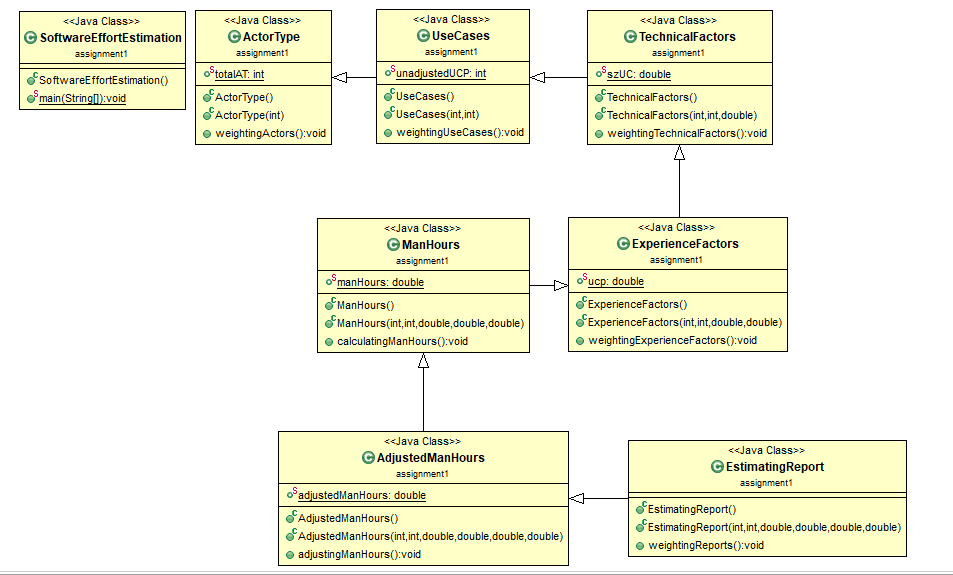 <<Java Class>>
SoftwareEffortEstimation
assignment1
SoftwareEffortEstimation()
main(String[]):void
<<Java Class>>
ActorType
assignment1
totalAT: int
ActorType()
ActorType(int)
weightingActors():void
<<Java Class>>
UseCases
assignment1
unadjustedUCP: int
UseCases()
UseCases(int,int)
weightingUseCases():void
<<Java Class>>
TechnicalFactors
assignment1
szUC: double
TechnicalFactors()
TechnicalFactors(int,int,double)
weightingTechnicalFactors():void
<<Java Class>>
ManHours
assignment1
manHours: double
ManHours()
ManHours(int,int,double,double,double)
calculatingManHours():void
<<Java Class>>
ExperienceFactors
assignment1
ucp: double
ExperienceFactors()
ExperienceFactors(int,int,double,double)
weightingExperienceFactors():void
<<Java Class>>
AdjustedManHours
assignment1
adjustedManHours: double
AdjustedManHours()
AdjustedManHours(int,int,double,double,double,double)
adjustingManHours():void
<<Java Class>>
EstimatingReport
assignment1
EstimatingReport()
EstimatingReport(int,int,double,double,double,double)
weightingReports():void